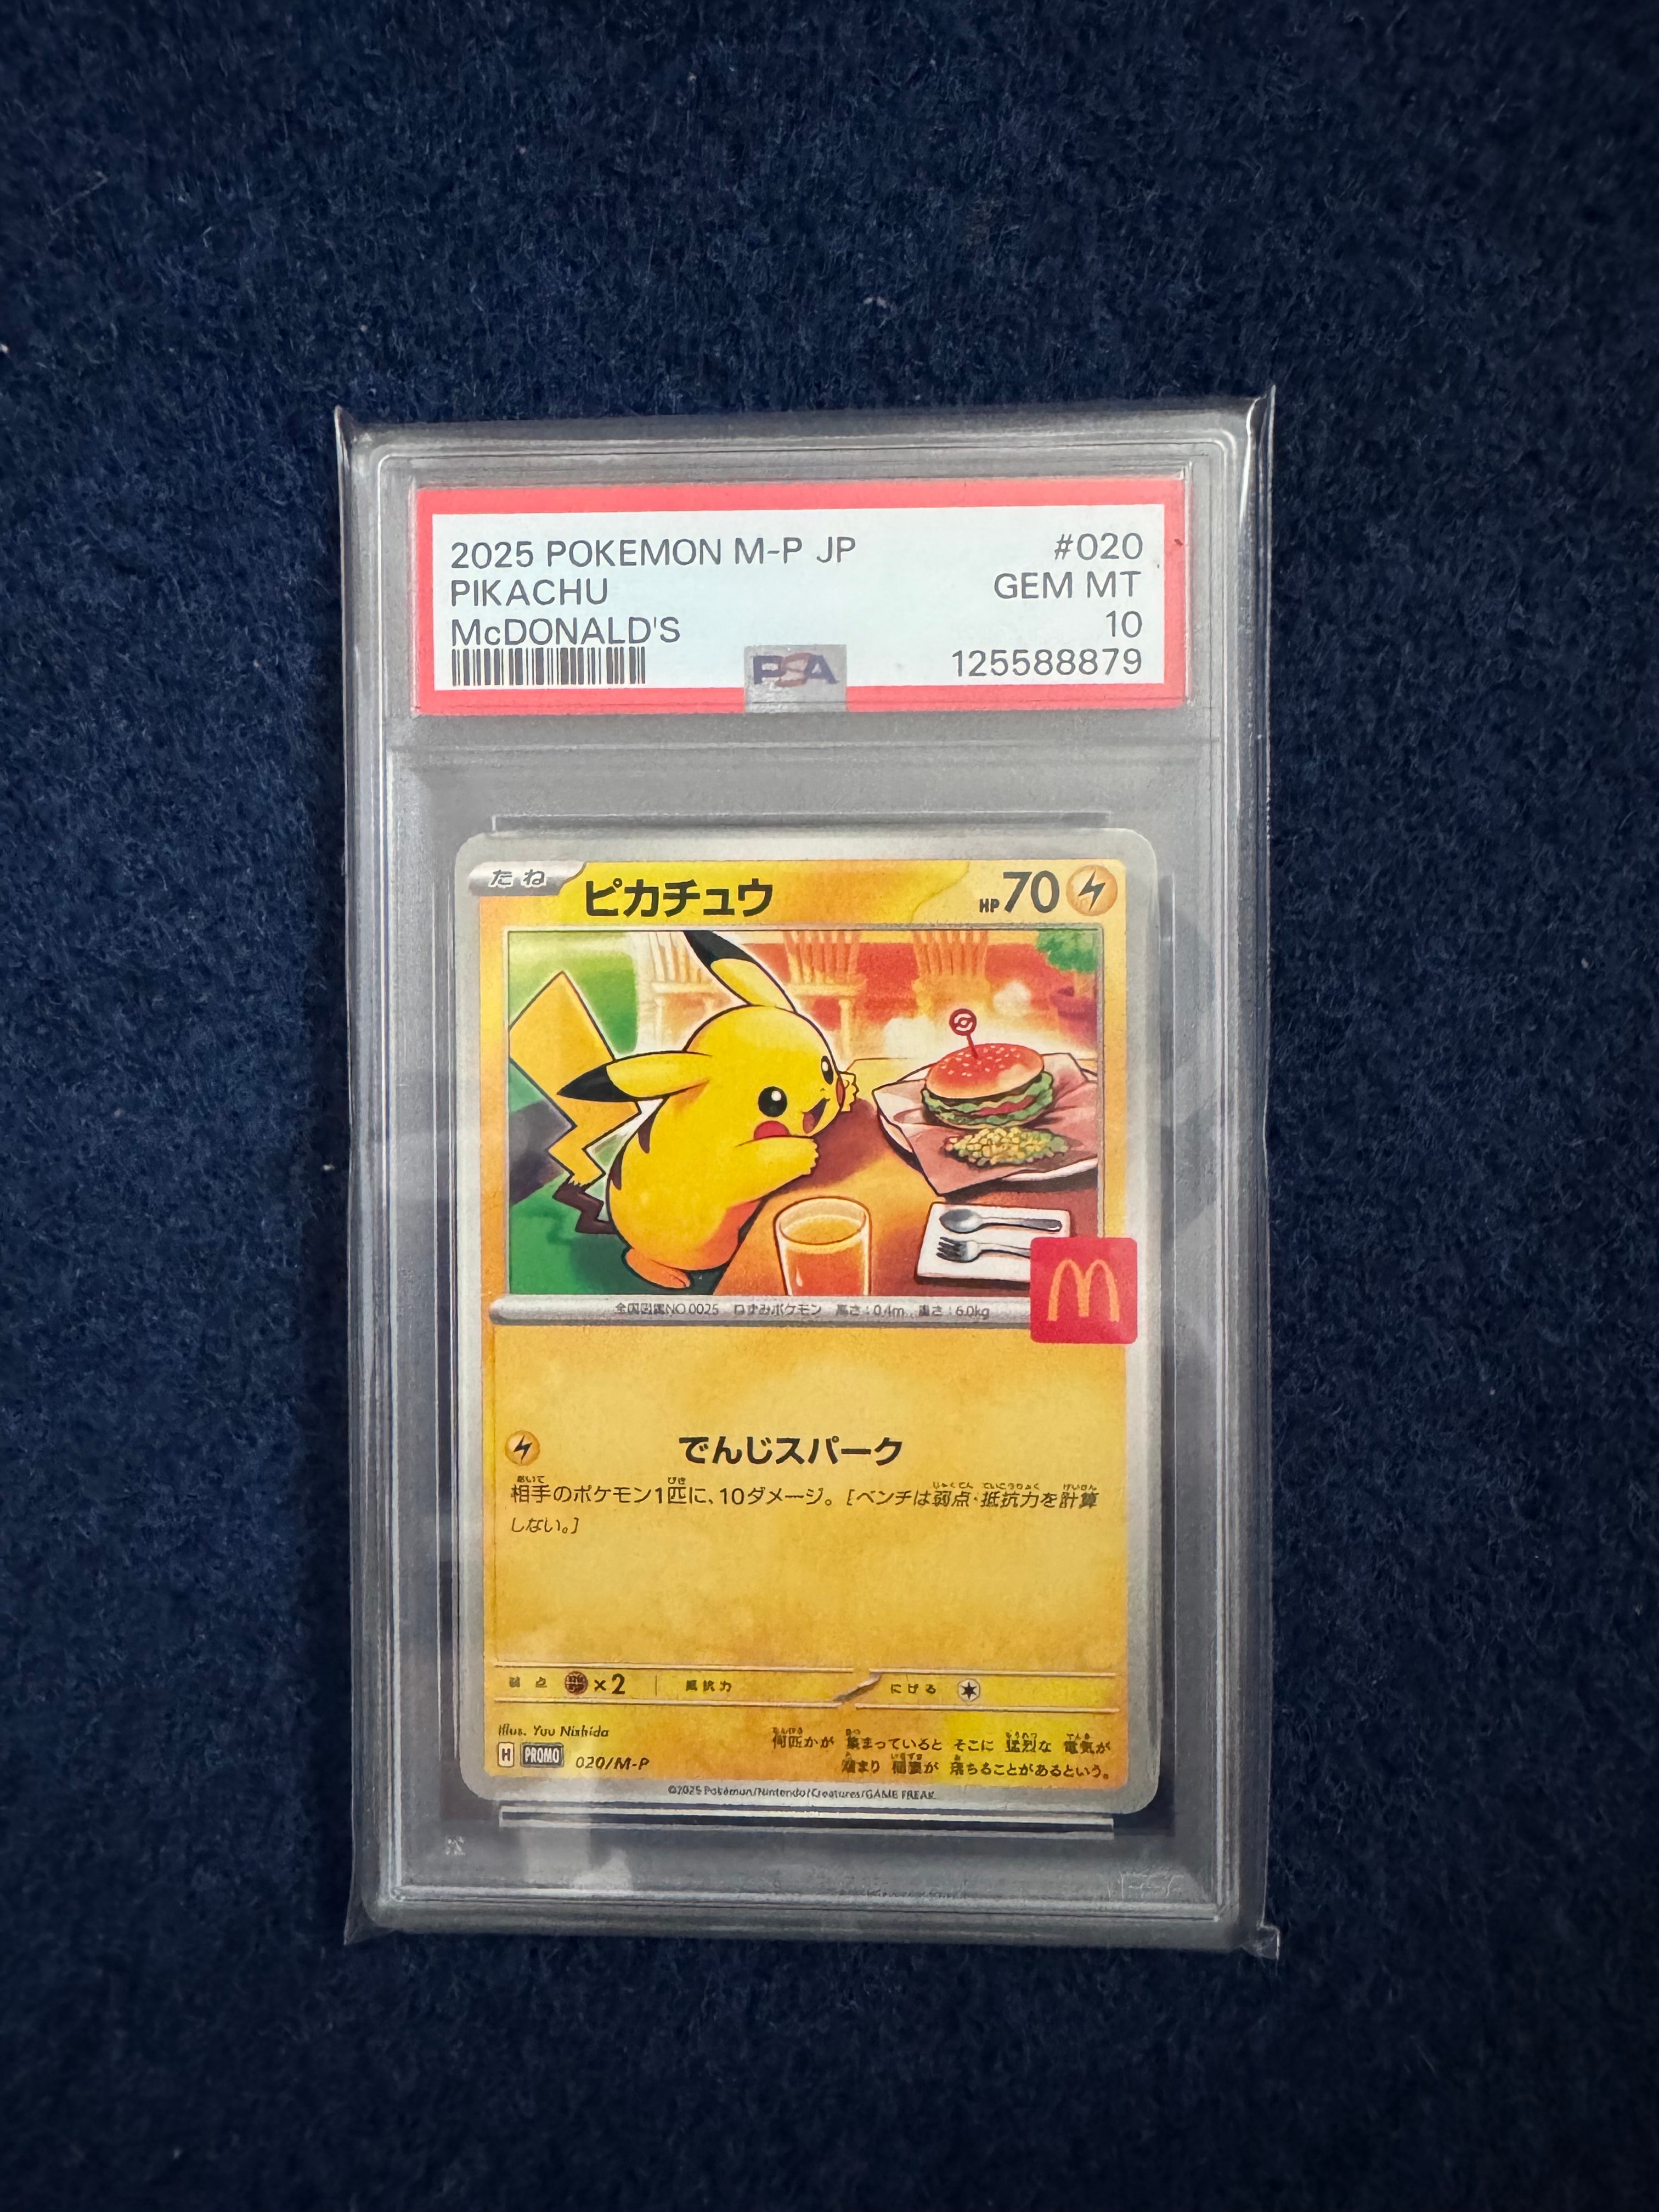 2025 POKEMON M-P JP #020
PIKACHU GEM MT
McDONALD'S 10
PSA 125588879
たね ピカチュウ HP70
全国図鑑NO.0025 ねずみポケモン 高さ:0.4m 重さ:6.0kg
でんじスパーク
相手のポケモン1匹に、10ダメージ。[ベンチは弱点・抵抗力を計算
しない。]
弱点 ×2 抵抗力 にげる
Illus. Yuu Nishida
何匹かが 集まっていると そこに 猛烈な 電気が
溜まり 稲妻が 落ちることがあるという。
H PROMO 020/M-P
©2025 Pokémon/Nintendo/Creatures/GAME FREAK.